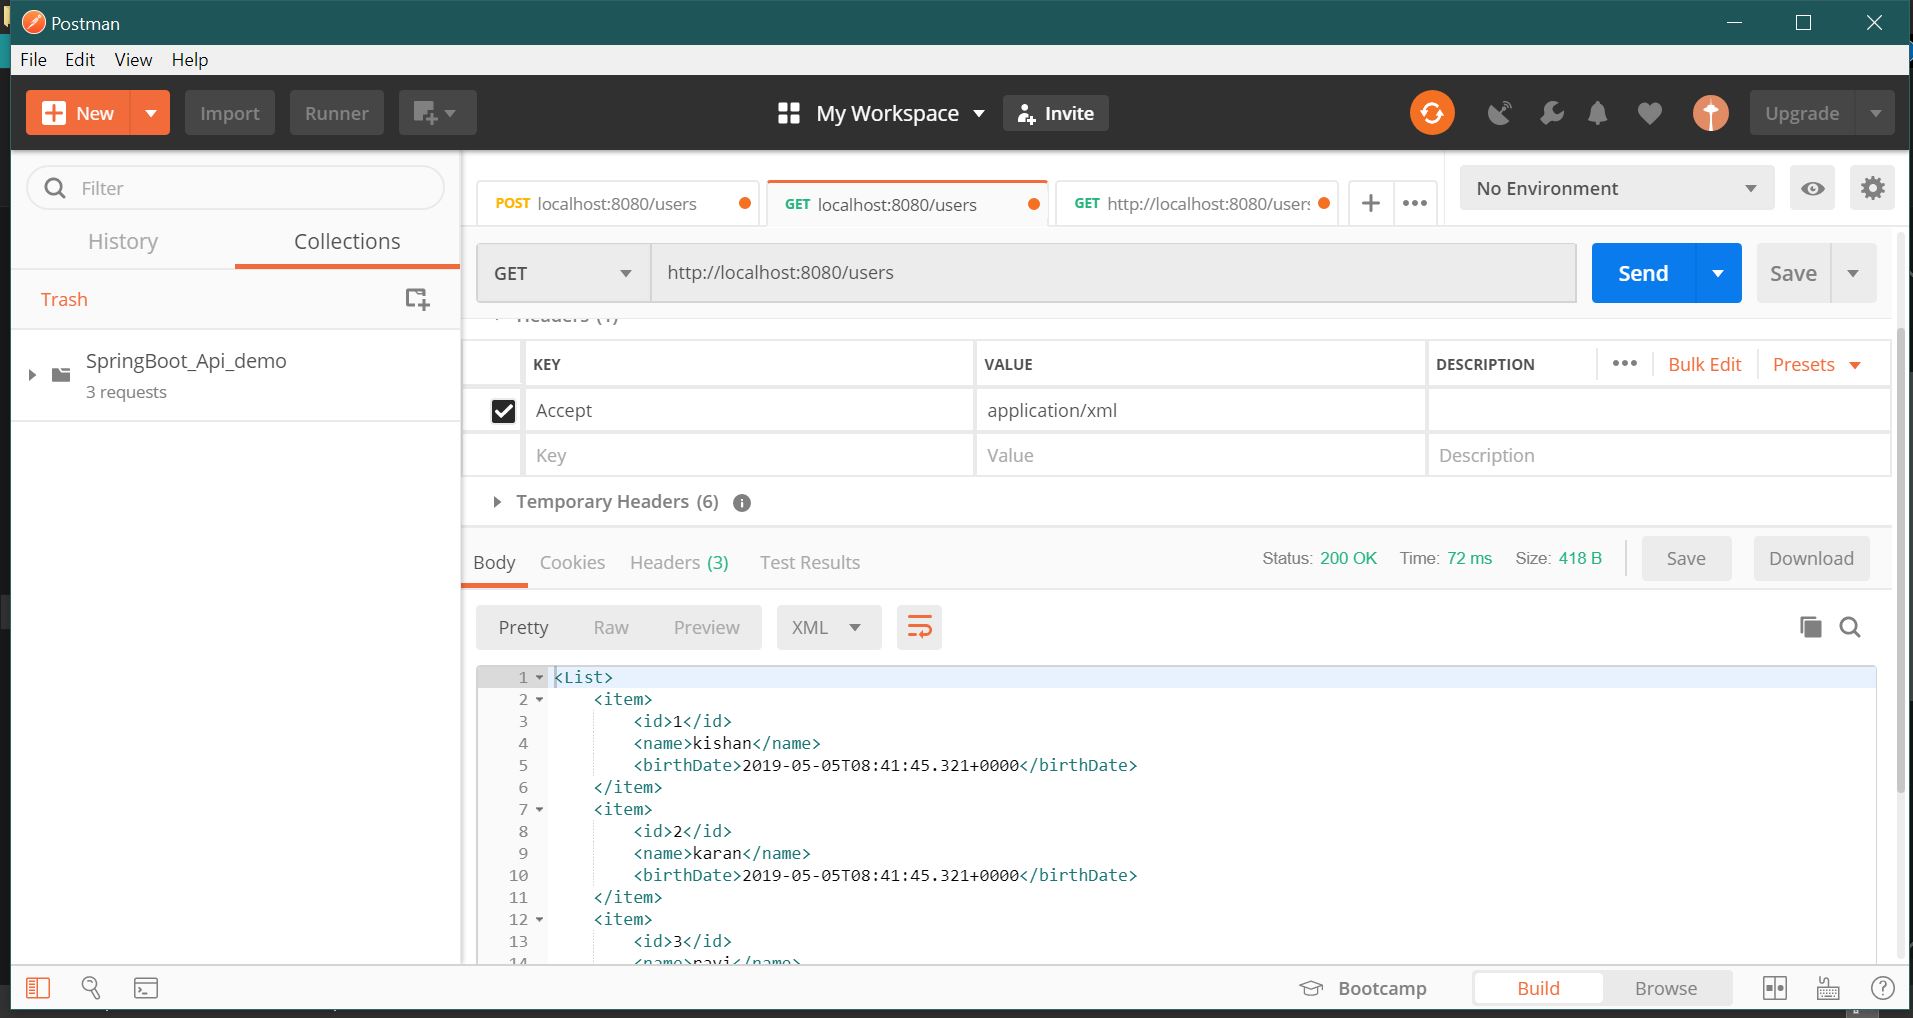 Postman
File Edit View Help
New Import Runner My Workspace Invite Upgrade
Filter
History Collections
Trash
SpringBoot_Api_demo
3 requests
POST localhost:8080/users GET localhost:8080/users GET http://localhost:8080/users + ••• No Environment
GET http://localhost:8080/users Send Save
Headers (1)
KEY VALUE DESCRIPTION ••• Bulk Edit Presets
Accept application/xml
Key Value Description
Temporary Headers (6)
Body Cookies Headers (3) Test Results Status: 200 OK Time: 72 ms Size: 418 B Save Download
Pretty Raw Preview XML
1 <List>
2 <item>
3 <id>1</id>
4 <name>kishan</name>
5 <birthDate>2019-05-05T08:41:45.321+0000</birthDate>
6 </item>
7 <item>
8 <id>2</id>
9 <name>karan</name>
10 <birthDate>2019-05-05T08:41:45.321+0000</birthDate>
11 </item>
12 <item>
13 <id>3</id>
14 <name>ravi</name>
Bootcamp Build Browse